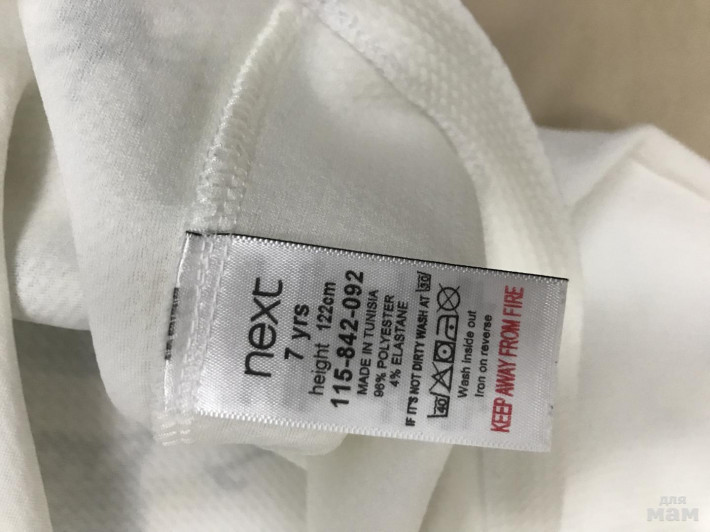 next
7 yrs
height 122cm
115-842-092
MADE IN TUNISIA
96% POLYESTER
4% ELASTANE
IF IT'S NOT DIRTY WASH AT 30
40
Wash inside out
Iron on reverse
KEEP AWAY FROM FIRE
для
мам